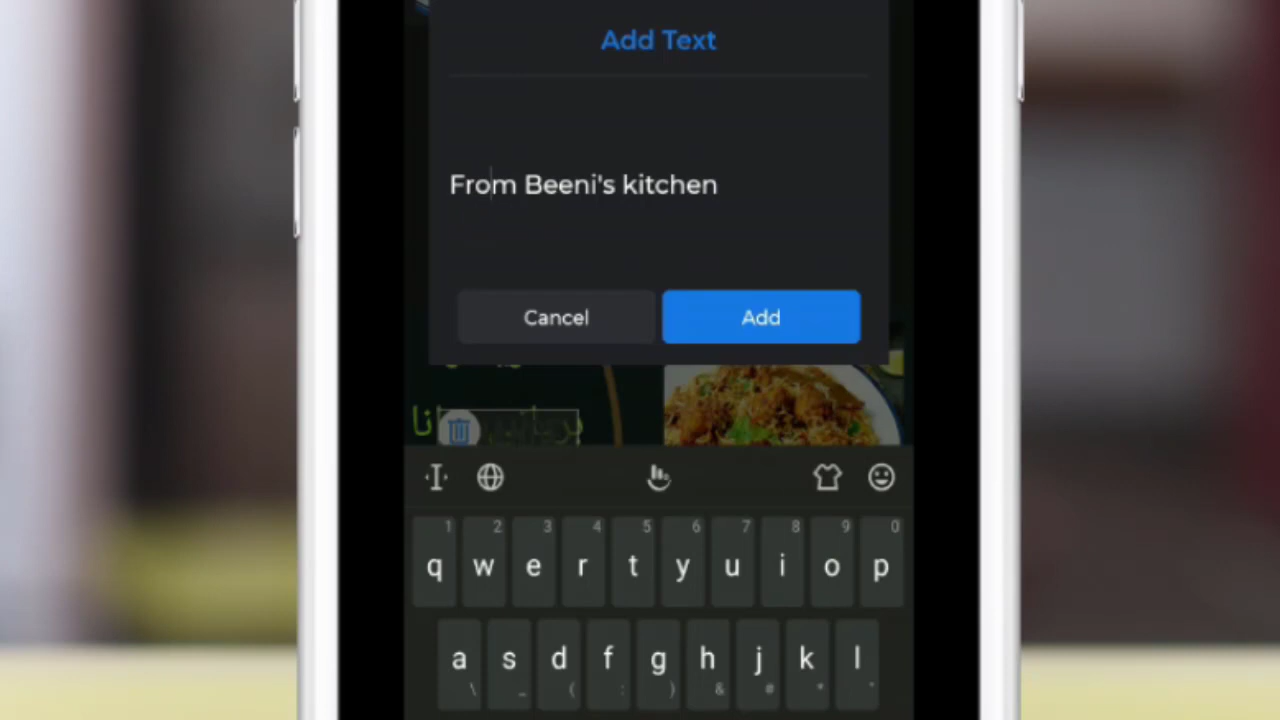 Add Text
From Beeni's kitchen
Cancel
Add
1 2 3 4 5 6 7 8 9 0
q w e r t y u i o p
a s d f g h j k l
\ _ ( : ) & # * "